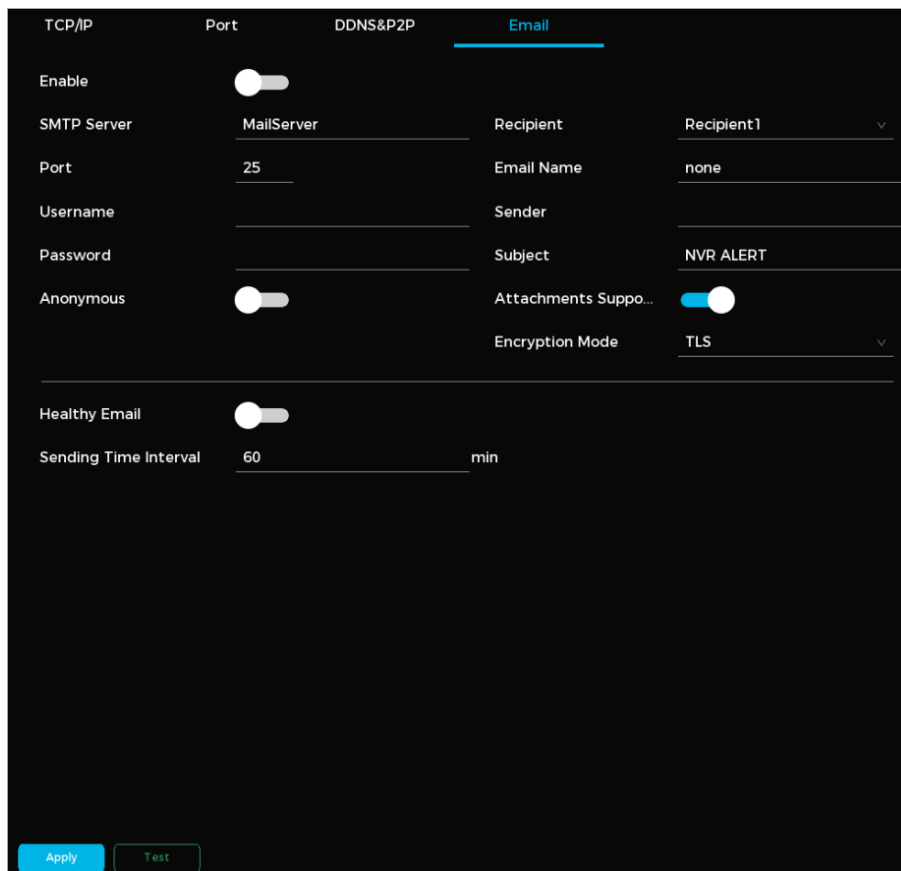 TCP/IP Port DDNS&P2P Email
Enable
SMTP Server MailServer Recipient Recipient1
Port 25 Email Name none
Username Sender
Password Subject NVR ALERT
Anonymous Attachments Suppo...
Encryption Mode TLS
Healthy Email
Sending Time Interval 60 min
Apply Test